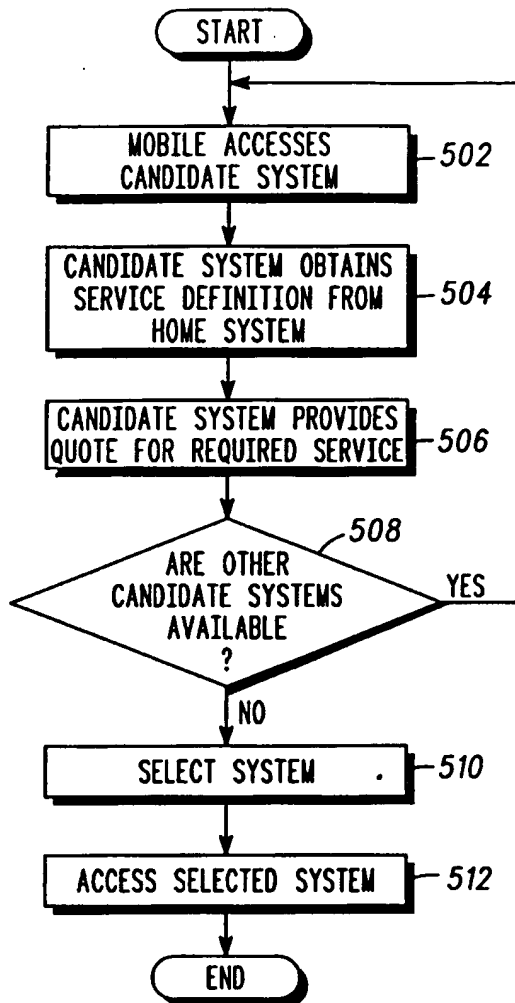 START
MOBILE ACCESSES
CANDIDATE SYSTEM
502
CANDIDATE SYSTEM OBTAINS
SERVICE DEFINITION FROM
HOME SYSTEM
504
CANDIDATE SYSTEM PROVIDES
QUOTE FOR REQUIRED SERVICE
506
508
ARE OTHER
CANDIDATE SYSTEMS
AVAILABLE
?
YES
NO
SELECT SYSTEM
510
ACCESS SELECTED SYSTEM
512
END